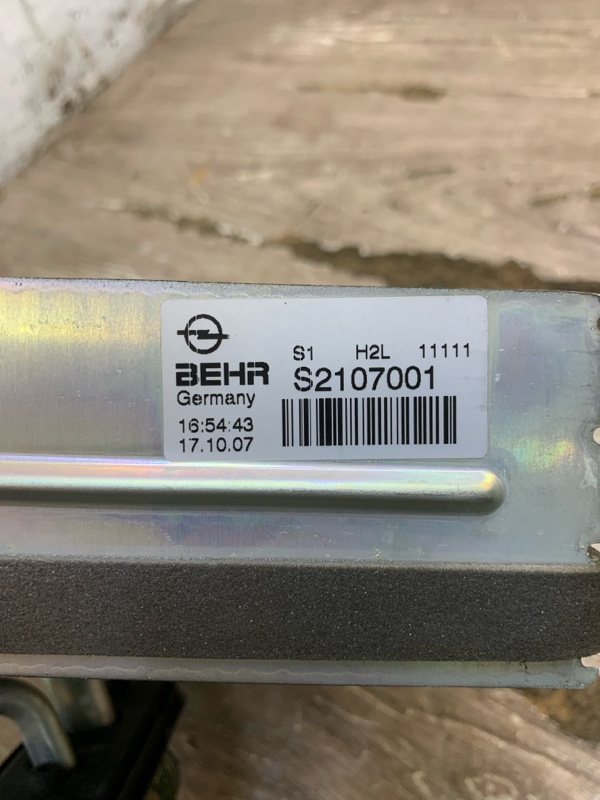 S1 H2L 11111
BEHR S2107001
Germany
16:54:43
17.10.07